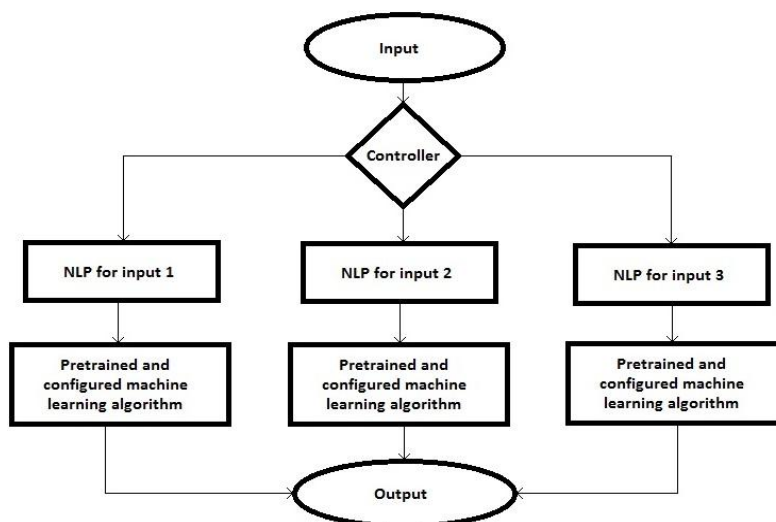 Input
Controller
NLP for input 1
NLP for input 2
NLP for input 3
Pretrained and
configured machine
learning algorithm
Pretrained and
configured machine
learning algorithm
Pretrained and
configured machine
learning algorithm
Output